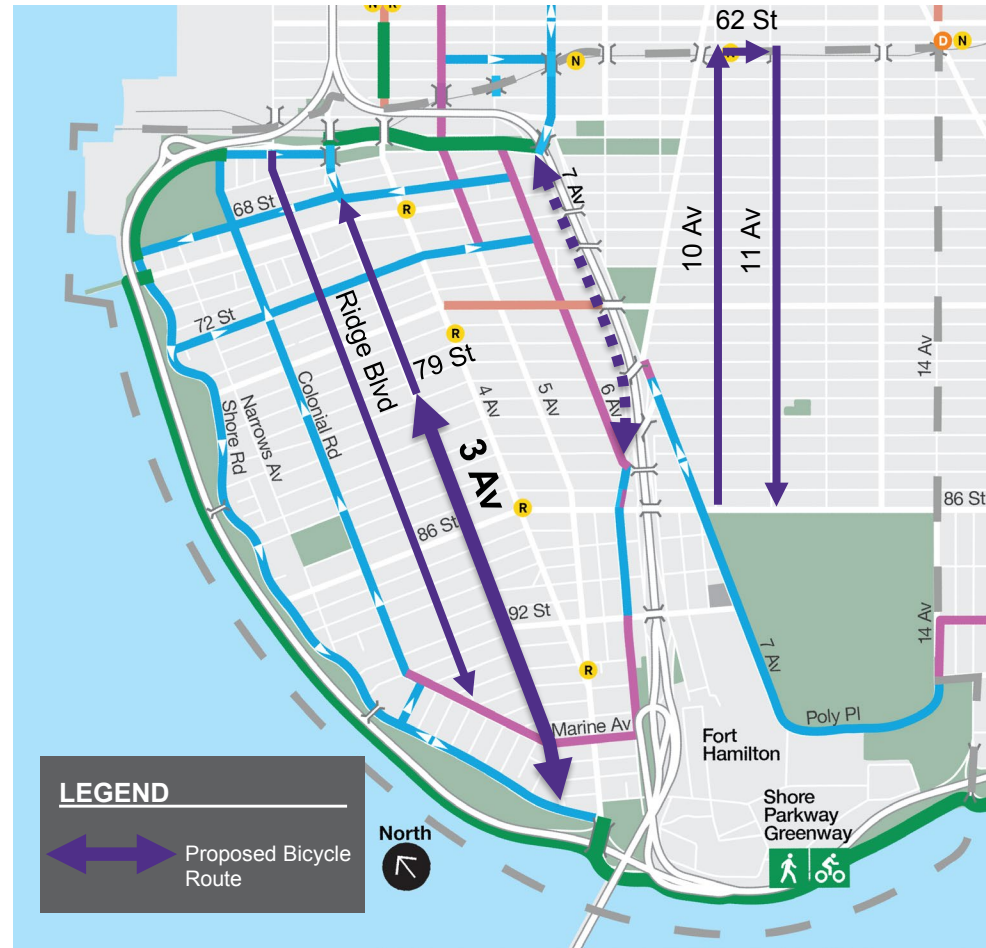 N
N
62 St
N
N
D
N
7 Av
68 St
R
10 Av
11 Av
72 St
Ridge Blvd
R
79 St
14 Av
Colonial Rd
Narrows Av
Shore Rd
4 Av
5 Av
6 Av
3 Av
86 St
R
86 St
92 St
14 Av
7 Av
R
Marine Av
Poly Pl
Fort
Hamilton
LEGEND
Proposed Bicycle
Route
North
Shore
Parkway
Greenway